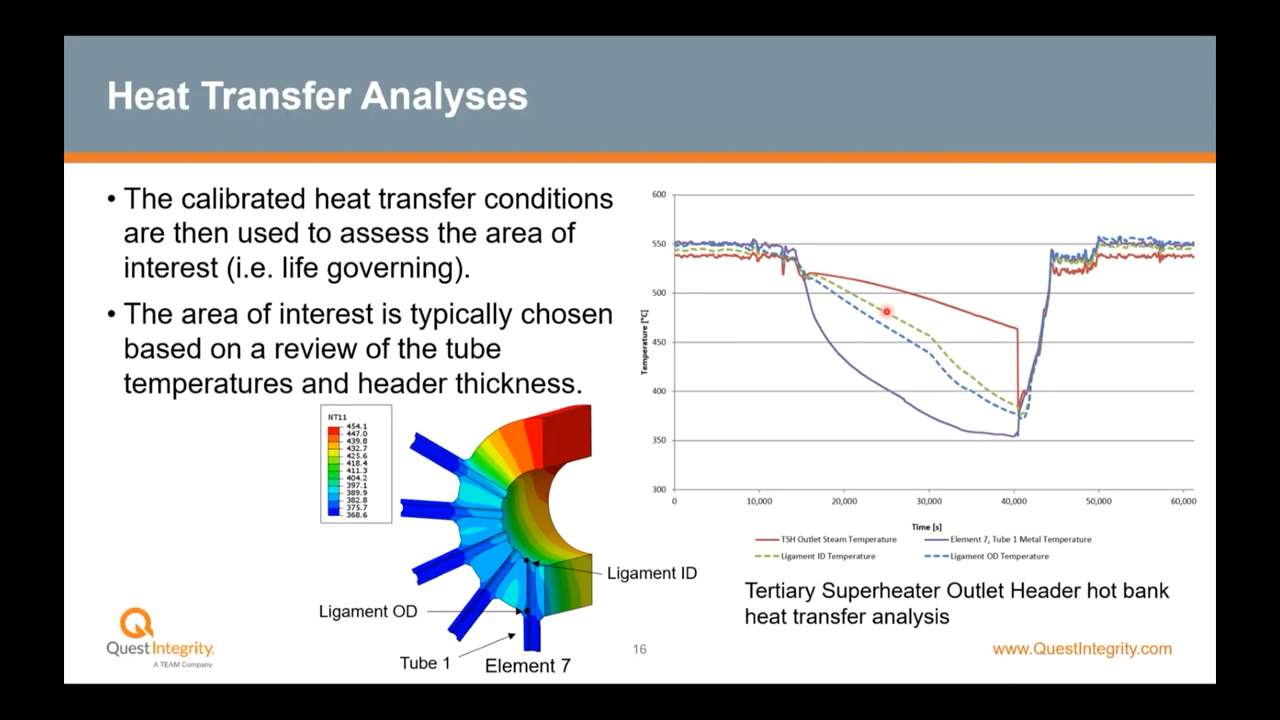 Heat Transfer Analyses
• The calibrated heat transfer conditions
are then used to assess the area of
interest (i.e. life governing).
• The area of interest is typically chosen
based on a review of the tube
temperatures and header thickness.
NT11
454.1
447.0
439.8
432.7
425.6
418.4
411.3
404.2
397.1
389.9
382.8
375.7
368.6
Ligament ID
Ligament OD
Tube 1
Element 7
600
550
500
450
400
350
300
Temperature [°C]
0 10,000 20,000 30,000 40,000 50,000 60,000
Time [s]
TSH Outlet Steam Temperature
Element 7, Tube 1 Metal Temperature
Ligament ID Temperature
Ligament OD Temperature
Tertiary Superheater Outlet Header hot bank
heat transfer analysis
QuestIntegrity.
A TEAM Company
16
www.QuestIntegrity.com